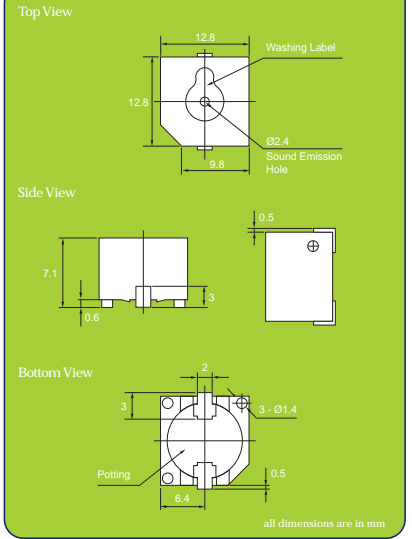 Top View
12.8
Washing Label
12.8
Ø2.4
Sound Emission
Hole
9.8
Side View
0.5
7.1
3
0.6
Bottom View
2
3
3 - Ø1.4
Potting
0.5
6.4
all dimensions are in mm